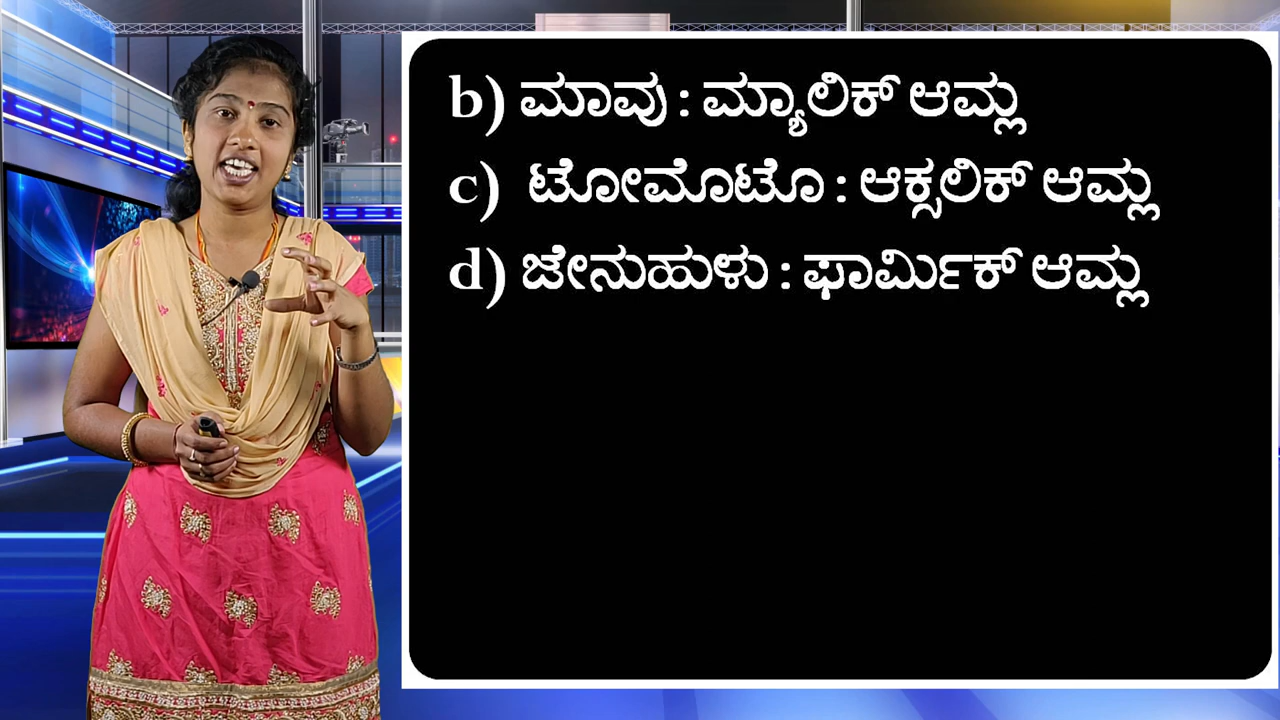 b) ಮಾವು : ಮ್ಯಾಲಿಕ್ ಆಮ್ಲ
c) ಟೋಮೊಟೊ : ಆಕ್ಸಲಿಕ್ ಆಮ್ಲ
d) ಜೇನುಹುಳು : ಫಾರ್ಮಿಕ್ ಆಮ್ಲ